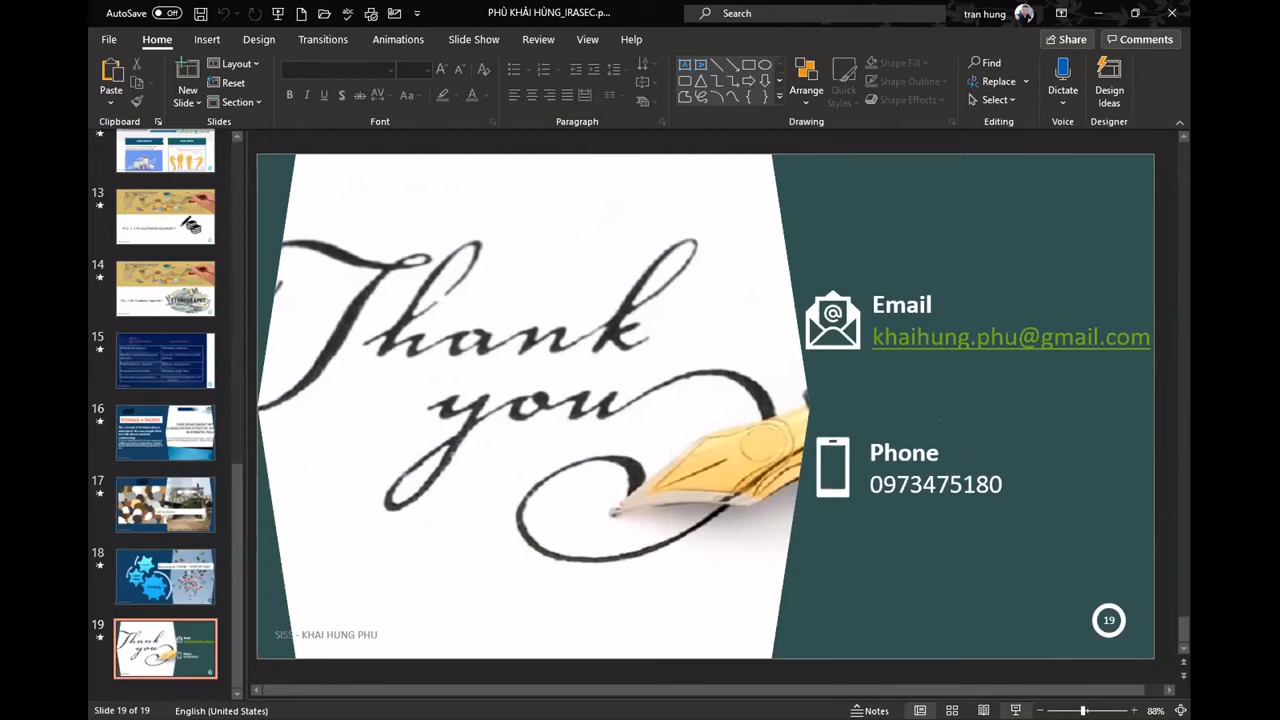 AutoSave Off PHÙ KHẢI HÙNG_IRASEC.p... Search tran hung
File Home Insert Design Transitions Animations Slide Show Review View Help Share Comments
Paste
Clipboard
New
Slide
Layout
Reset
Section
Slides
Font
Paragraph
Arrange
Quick
Styles
Shape Fill
Shape Outline
Shape Effects
Drawing
Find
Replace
Select
Editing
Dictate
Voice
Design
Ideas
Designer
13
14
ETHNOGRAPHY
15
16
17
18
19
Thank
you
Email
khaihung.phu@gmail.com
Phone
0973475180
SISS - KHAI HUNG PHU
19
Slide 19 of 19 English (United States) Notes 88%